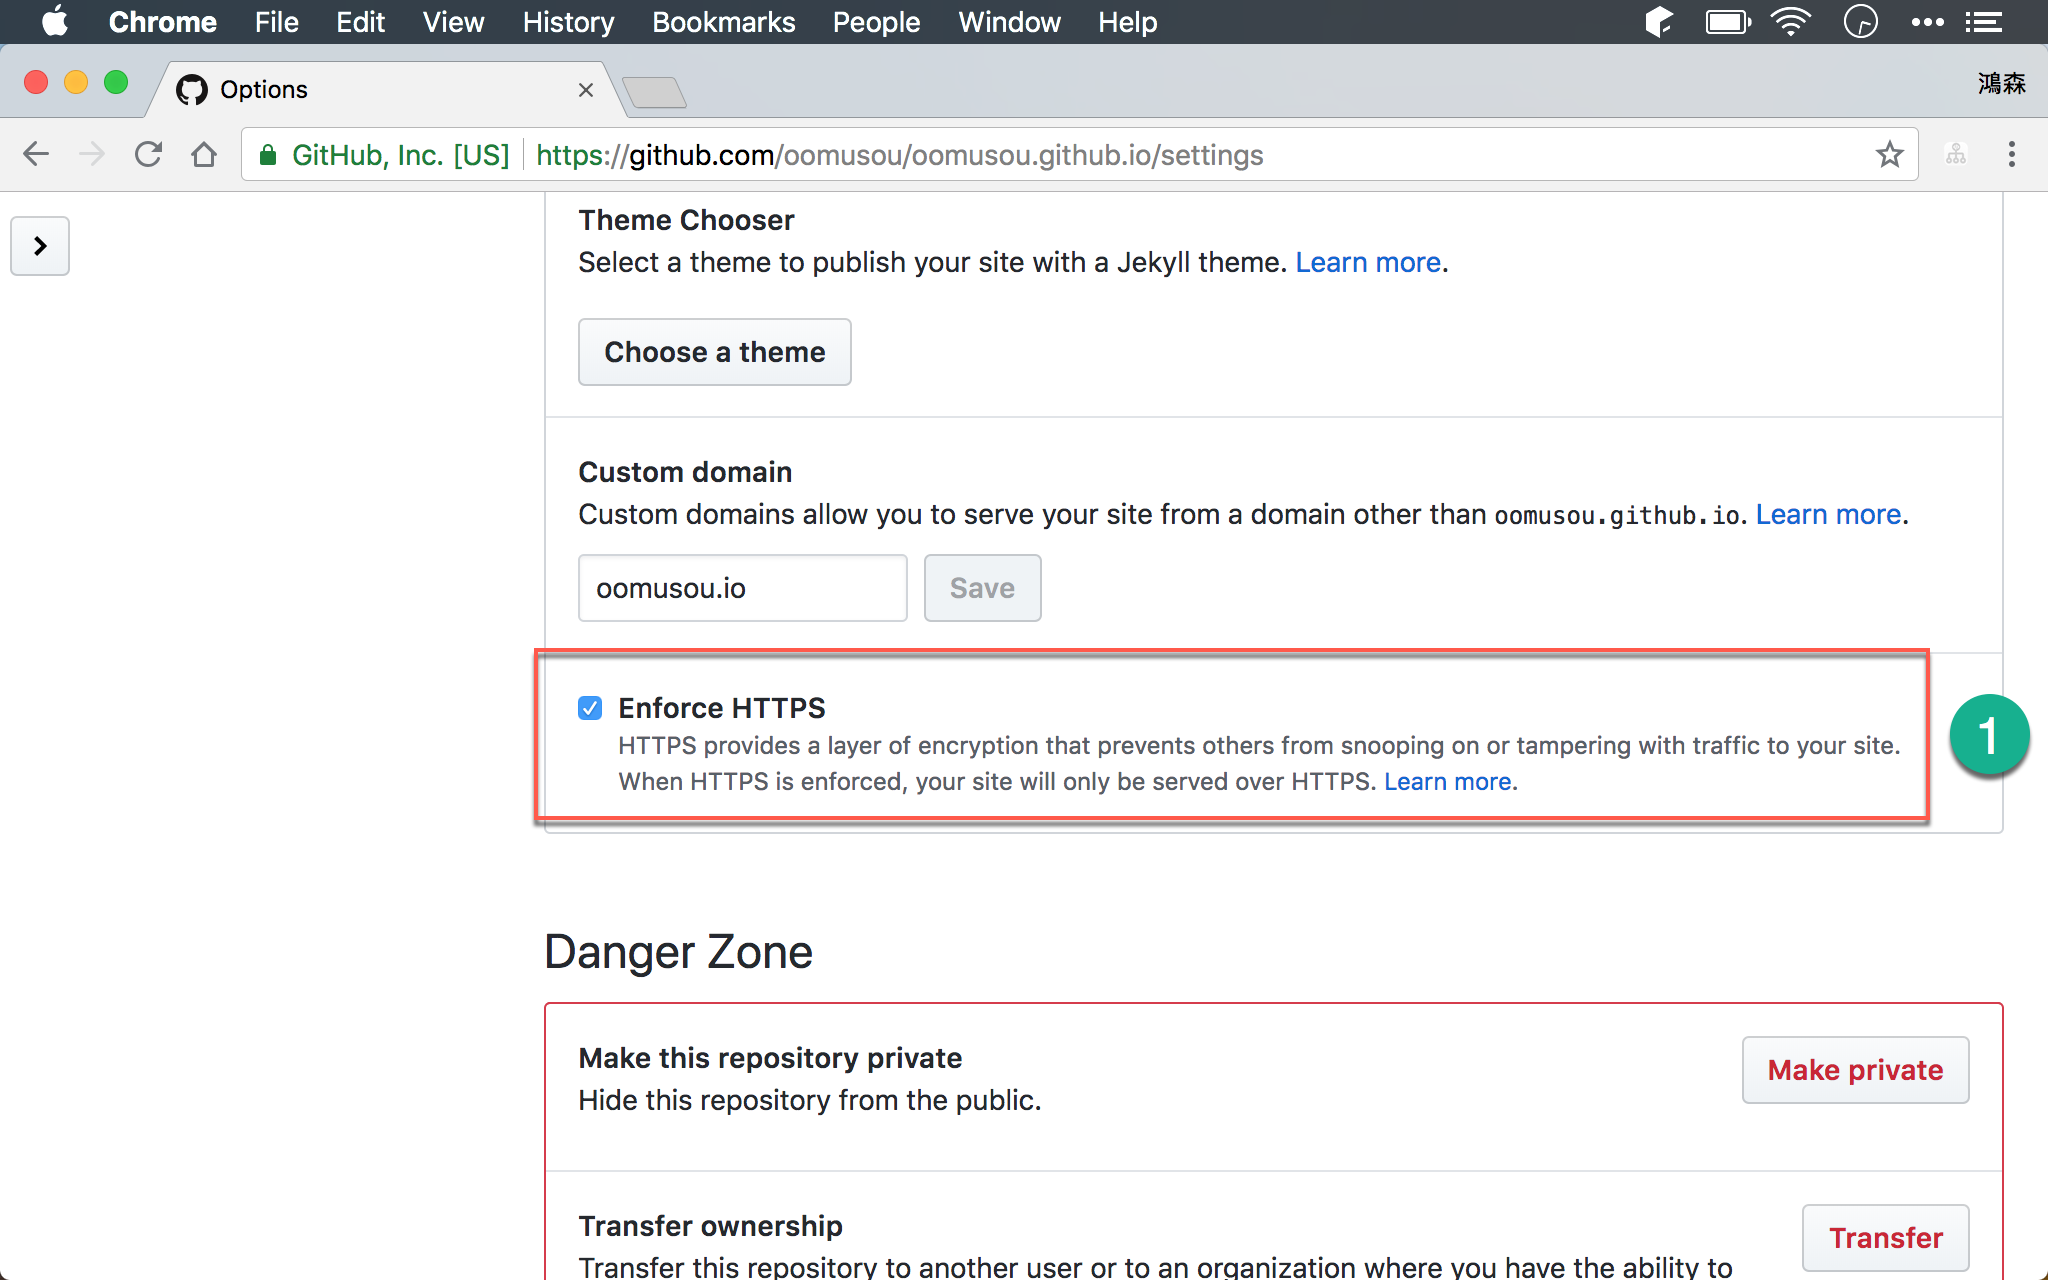 Chrome File Edit View History Bookmarks People Window Help
Options
鴻森
GitHub, Inc. [US] https://github.com/oomusou/oomusou.github.io/settings
Theme Chooser
Select a theme to publish your site with a Jekyll theme. Learn more.
Choose a theme
Custom domain
Custom domains allow you to serve your site from a domain other than oomusou.github.io. Learn more.
oomusou.io Save
Enforce HTTPS
HTTPS provides a layer of encryption that prevents others from snooping on or tampering with traffic to your site.
When HTTPS is enforced, your site will only be served over HTTPS. Learn more.
1
Danger Zone
Make this repository private
Make private
Hide this repository from the public.
Transfer ownership
Transfer
Transfer this repository to another user or to an organization where you have the ability to